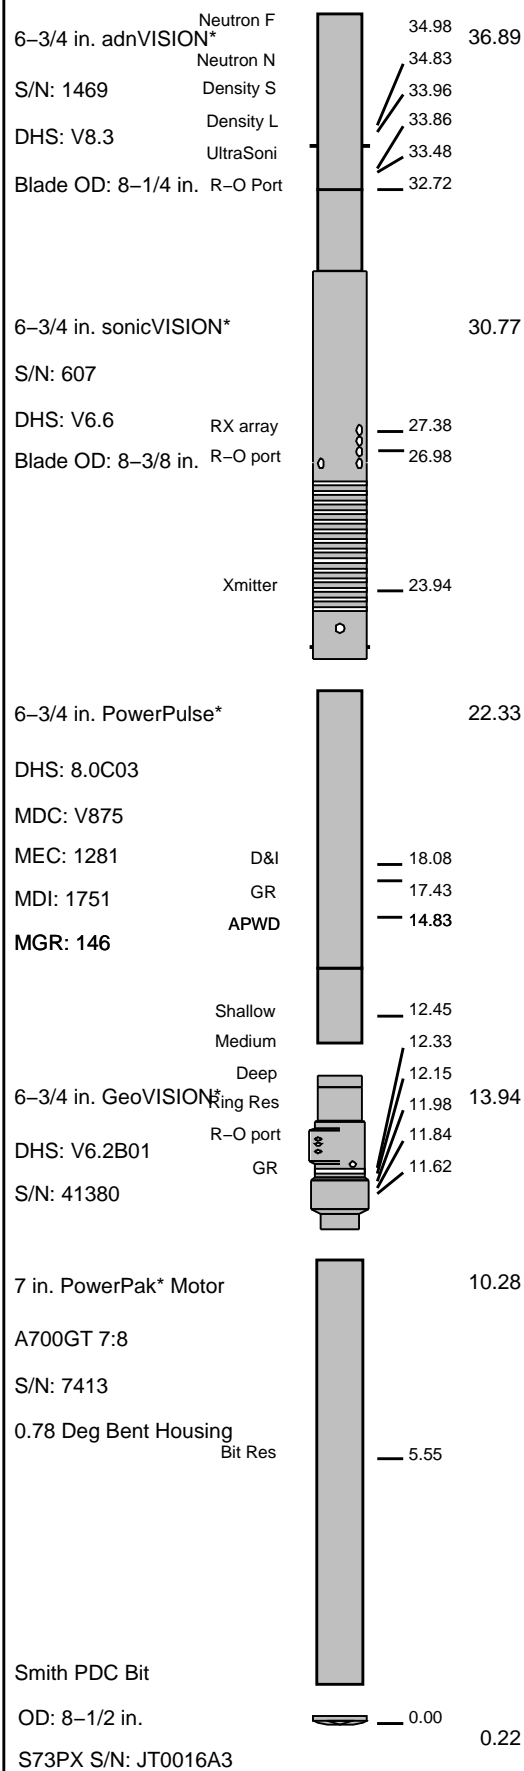 Neutron F 34.98
6–3/4 in. adnVISION* 36.89
Neutron N 34.83
S/N: 1469 Density S 33.96
Density L 33.86
DHS: V8.3
UltraSoni 33.48
Blade OD: 8–1/4 in. R–O Port 32.72
6–3/4 in. sonicVISION* 30.77
S/N: 607
DHS: V6.6 RX array 27.38
Blade OD: 8–3/8 in. R–O port 26.98
Xmitter 23.94
6–3/4 in. PowerPulse* 22.33
DHS: 8.0C03
MDC: V875
MEC: 1281 D&I 18.08
MDI: 1751 GR 17.43
APWD 14.83
MGR: 146
Shallow 12.45
Medium 12.33
Deep 12.15
6–3/4 in. GeoVISION* Ring Res 11.98 13.94
R–O port 11.84
DHS: V6.2B01
GR 11.62
S/N: 41380
7 in. PowerPak* Motor 10.28
A700GT 7:8
S/N: 7413
0.78 Deg Bent Housing
Bit Res 5.55
Smith PDC Bit
OD: 8–1/2 in. 0.00
0.22
S73PX S/N: JT0016A3